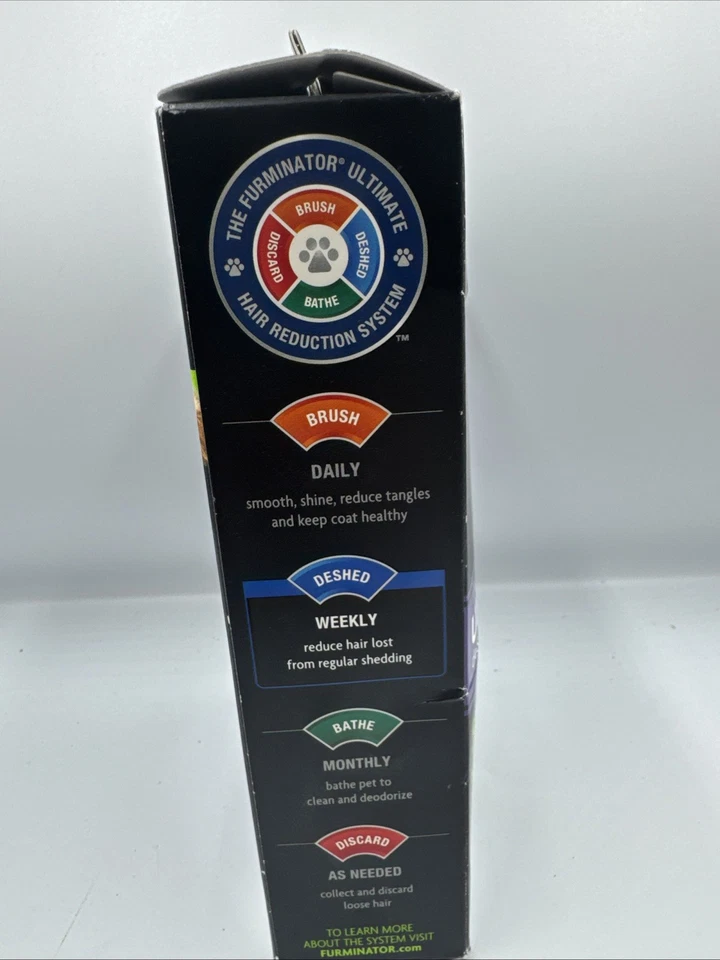 THE FURMINATOR® ULTIMATE
HAIR REDUCTION SYSTEM
TM
BRUSH
DESHED
BATHE
DISCARD
BRUSH
DAILY
smooth, shine, reduce tangles
and keep coat healthy
DESHED
WEEKLY
reduce hair lost
from regular shedding
BATHE
MONTHLY
bathe pet to
clean and deodorize
DISCARD
AS NEEDED
collect and discard
loose hair
TO LEARN MORE
ABOUT THE SYSTEM VISIT
FURMINATOR.com